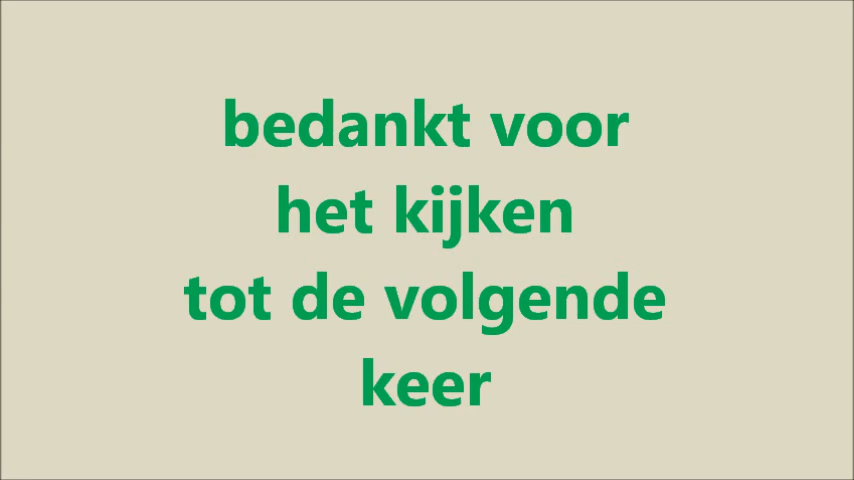 bedankt voor
het kijken
tot de volgende
keer